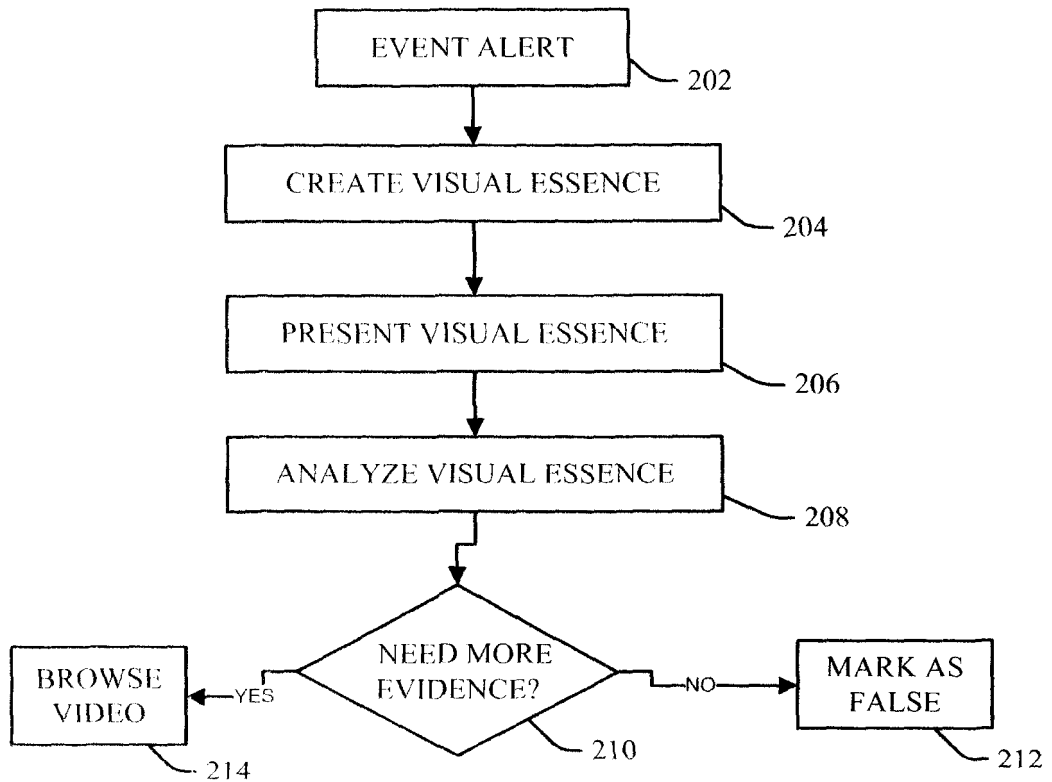 EVENT ALERT
202
CREATE VISUAL ESSENCE
204
PRESENT VISUAL ESSENCE
206
ANALYZE VISUAL ESSENCE
208
NEED MORE
EVIDENCE?
210
YES
BROWSE
VIDEO
214
NO
MARK AS
FALSE
212